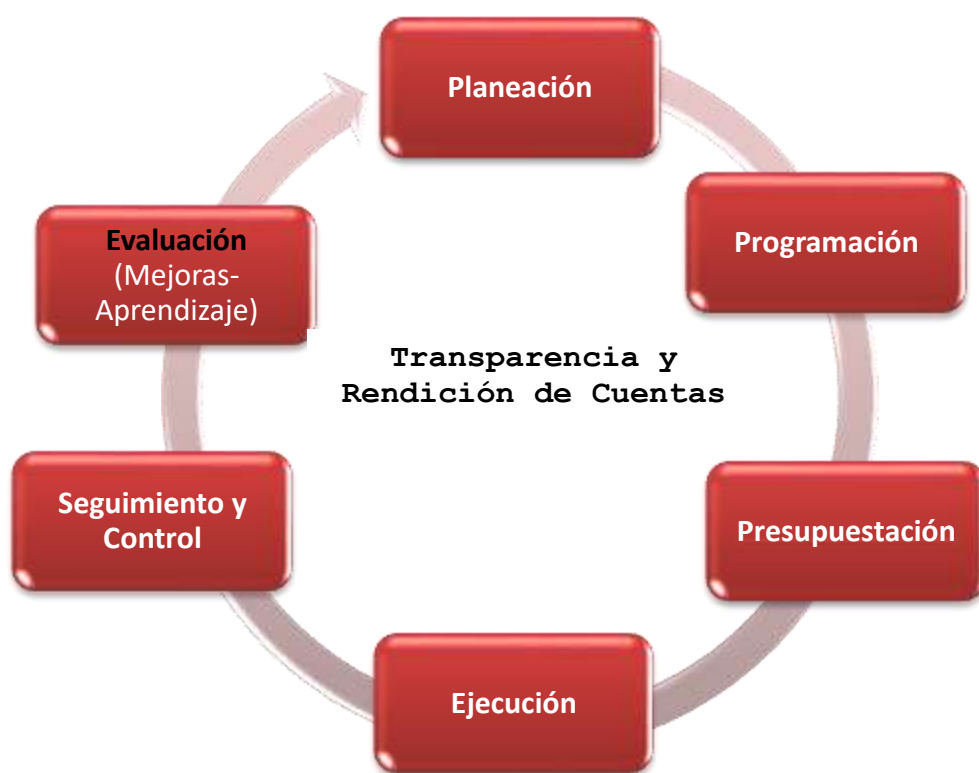 Planeación
Programación
Presupuestación
Ejecución
Seguimiento y
Control
Evaluación
(Mejoras-
Aprendizaje)
Transparencia y
Rendición de Cuentas